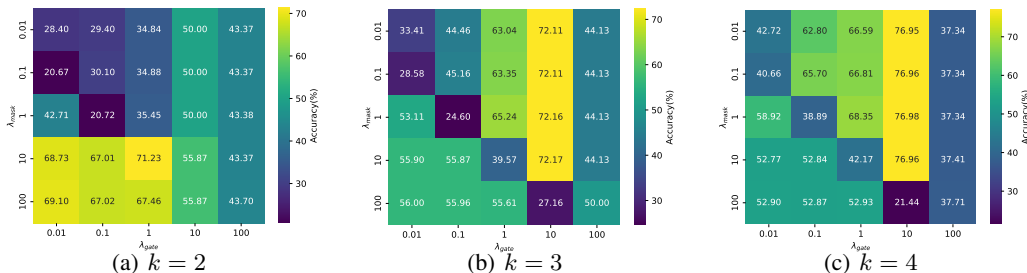 0.01 28.40 29.40 34.84 50.00 43.37
0.1 20.67 30.10 34.88 50.00 43.37
1 42.71 20.72 35.45 50.00 43.38
10 68.73 67.01 71.23 55.87 43.37
100 69.10 67.02 67.46 55.87 43.70
0.01 0.1 1 10 100
λmask
λgate
70
60
50
40
30
Accuracy(%)
(a) k = 2
0.01 33.41 44.46 63.04 72.11 44.13
0.1 28.58 45.16 63.35 72.11 44.13
1 53.11 24.60 65.24 72.16 44.13
10 55.90 55.87 39.57 72.17 44.13
100 56.00 55.96 55.61 27.16 50.00
0.01 0.1 1 10 100
λmask
λgate
70
60
50
40
30
Accuracy(%)
(b) k = 3
0.01 42.72 62.80 66.59 76.95 37.34
0.1 40.66 65.70 66.81 76.96 37.34
1 58.92 38.89 68.35 76.98 37.34
10 52.77 52.84 42.17 76.96 37.41
100 52.90 52.87 52.93 21.44 37.71
0.01 0.1 1 10 100
λmask
λgate
70
60
50
40
30
Accuracy(%)
(c) k = 4